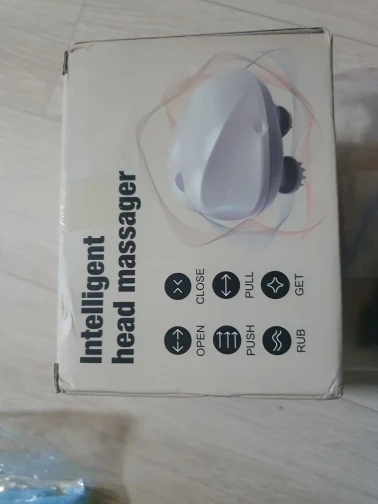 Intelligent
head massager
OPEN
CLOSE
PUSH
PULL
RUB
GET